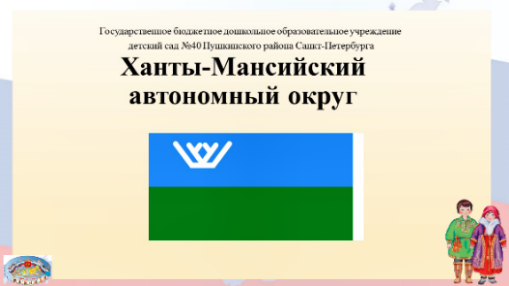 Государственное бюджетное дошкольное образовательное учреждение
детский сад №40 Пушкинского района Санкт-Петербурга
Ханты-Мансийский
автономный округ